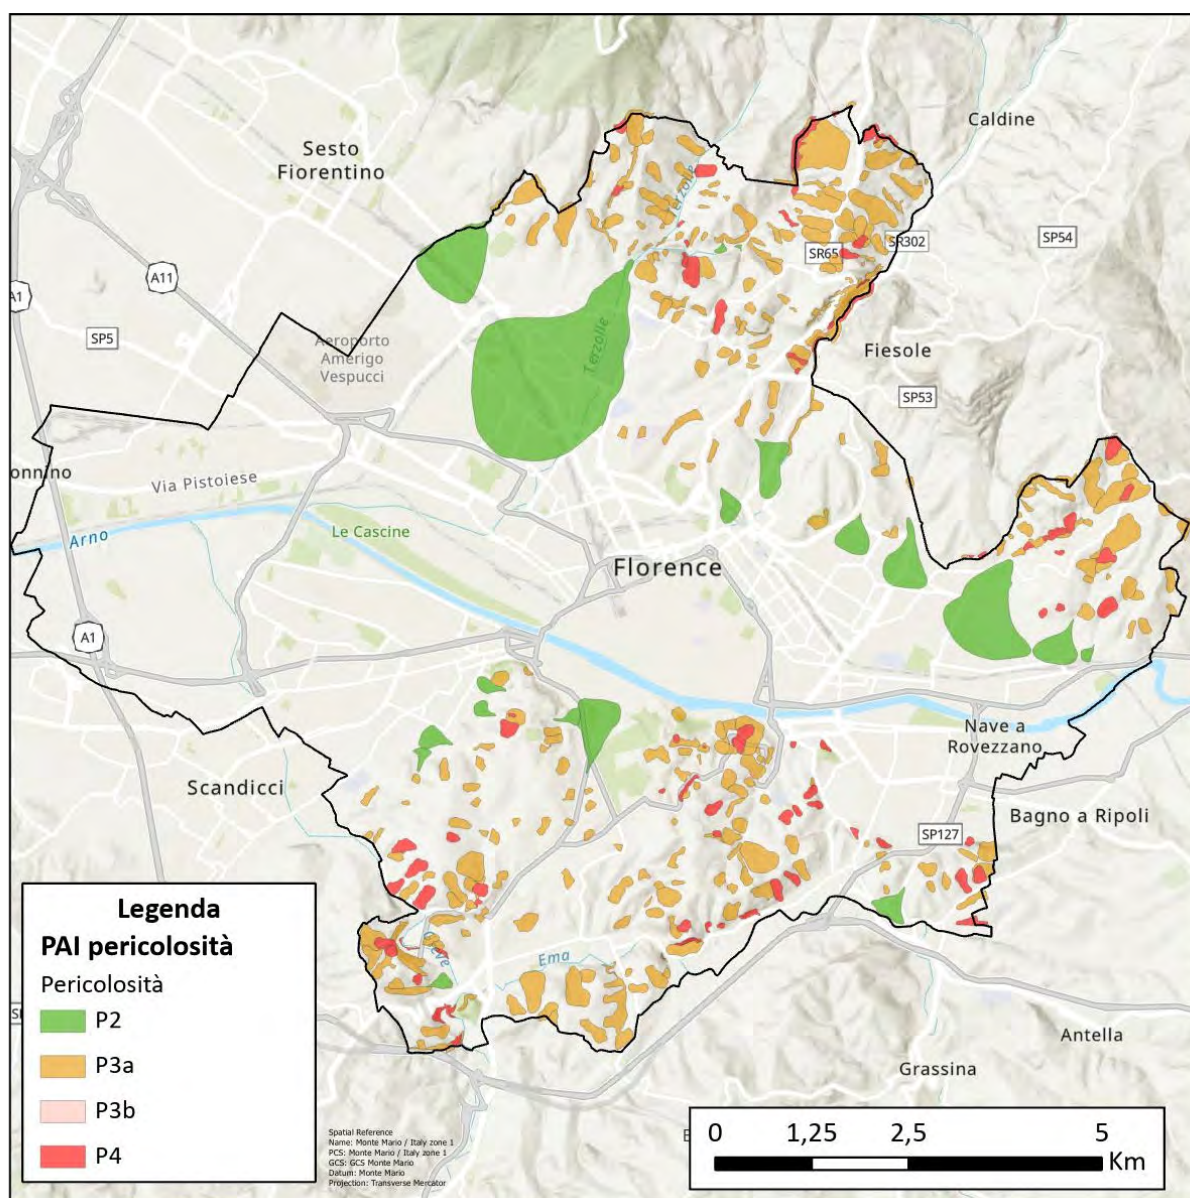 Caldine
Sesto
Fiorentino
Terzolle
SP54
SR302
SR65
A11
A1
SP5
Aeroporto
Amerigo
Vespucci
Terzolle
Fiesole
SP53
onnino
Via Pistoiese
Arno
Le Cascine
Florence
A1
Nave a
Rovezzano
Scandicci
Bagno a Ripoli
SP127
Ema
Antella
Grassina
Legenda
PAI pericolosità
Pericolosità
P2
P3a
P3b
P4
Spatial Reference
Name: Monte Mario / Italy zone 1
PCS: Monte Mario / Italy zone 1
GCS: GCS Monte Mario
Datum: Monte Mario
Projection: Transverse Mercator
0 1,25 2,5 5
Km